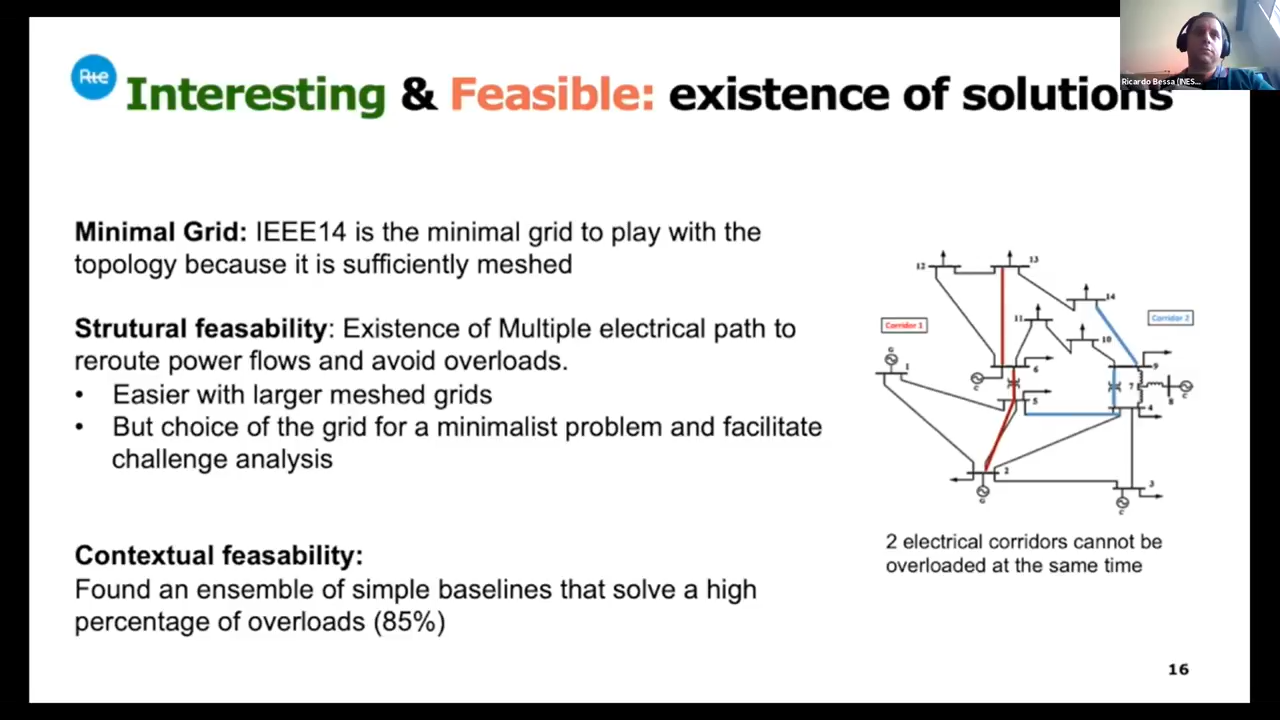 Rte
Interesting & Feasible: existence of solutions
Ricardo Bessa (INES...
Minimal Grid: IEEE14 is the minimal grid to play with the
topology because it is sufficiently meshed
Strutural feasability: Existence of Multiple electrical path to
reroute power flows and avoid overloads.
• Easier with larger meshed grids
• But choice of the grid for a minimalist problem and facilitate
challenge analysis
Contextual feasability:
Found an ensemble of simple baselines that solve a high
percentage of overloads (85%)
12
13
14
11
Corridor 1
Corridor 2
10
G
1
9
6
C
7
8
C
5
4
2
G
3
C
2 electrical corridors cannot be
overloaded at the same time
16